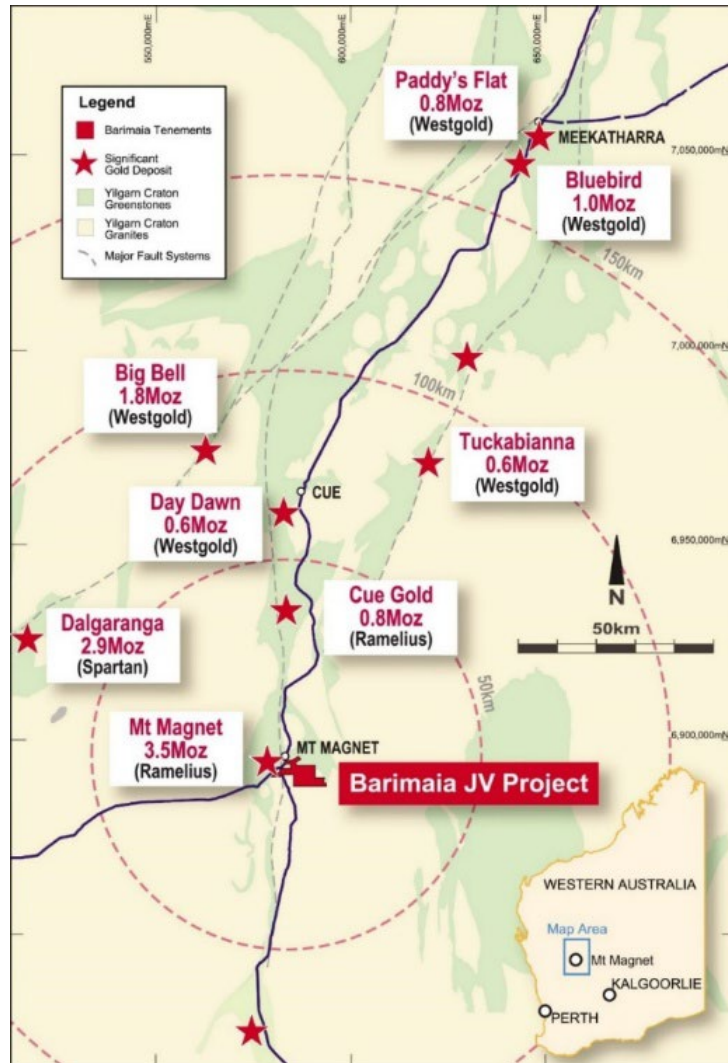 550,000mE
600,000mE
650,000mE
Legend
Barimaia Tenements
Significant
Gold Deposit
Yilgarn Craton
Greenstones
Yilgarn Craton
Granites
Major Fault Systems
Paddy's Flat
0.8Moz
(Westgold)
MEEKATHARRA
7,050,000mN
Bluebird
1.0Moz
(Westgold)
150km
7,000,000mN
100km
Big Bell
1.8Moz
(Westgold)
Tuckabianna
0.6Moz
(Westgold)
CUE
Day Dawn
0.6Moz
(Westgold)
6,950,000mN
N
50km
Cue Gold
0.8Moz
(Ramelius)
Dalgaranga
2.9Moz
(Spartan)
50km
Mt Magnet
3.5Moz
(Ramelius)
MT MAGNET
6,900,000mN
Barimaia JV Project
WESTERN AUSTRALIA
Map Area
Mt Magnet
KALGOORLIE
PERTH